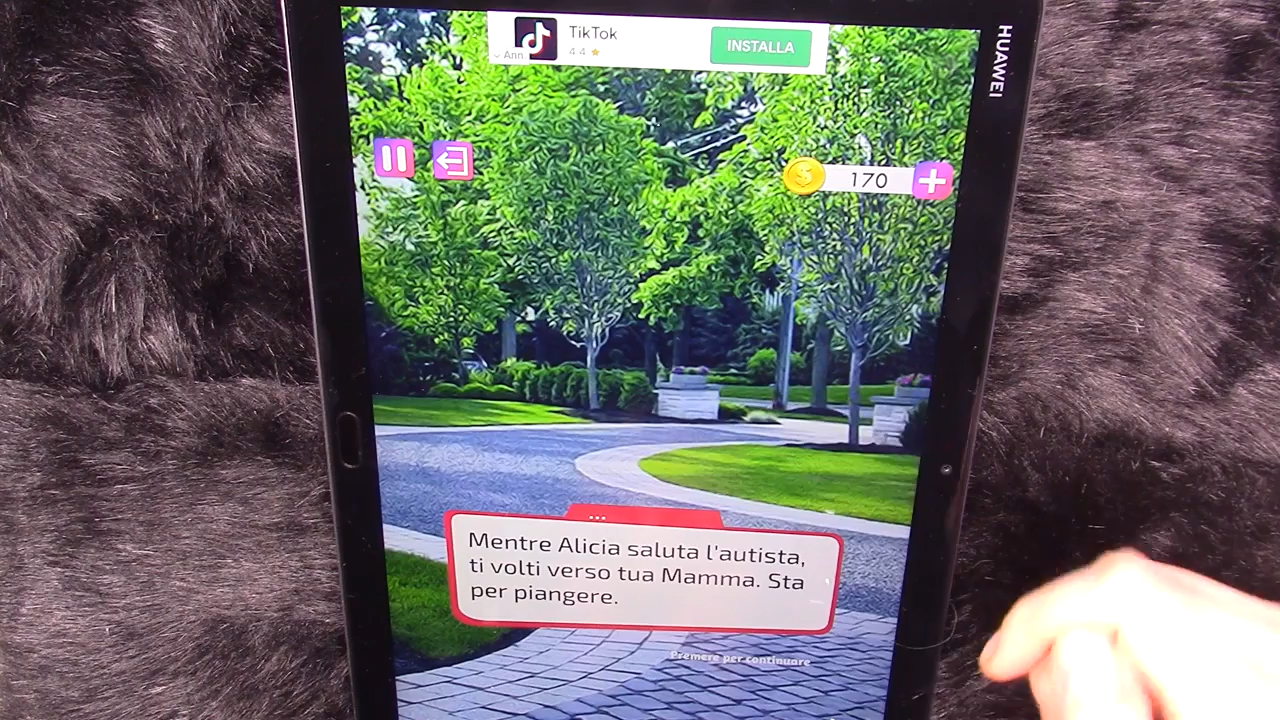 TikTok
4.4
Ann
INSTALLA
HUAWEI
170
...
Mentre Alicia saluta l'autista,
ti volti verso tua Mamma. Sta
per piangere.
Premere per continuare